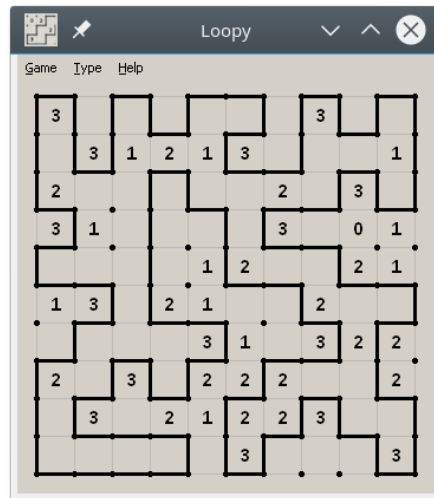 Loopy
Game Type Help
3 3
3 1 2 1 3 1
2 2 3
3 1 3 0 1
1 2 2 1
1 3 2 1 2
3 1 3 2 2
2 3 2 2 2 2
3 2 1 2 2 3
3 3